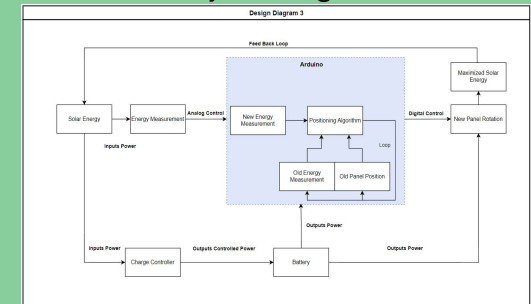 Design Diagram 3
Feed Back Loop
Arduino
Maximized Solar
Energy
Solar Energy
Energy Measurement
Analog Control
New Energy
Measurement
Positioning Algorithm
Digital Control
New Panel Rotation
Inputs Power
Loop
Old Energy
Measurement
Old Panel Position
Outputs Power
Inputs Power
Charge Controller
Outputs Controlled Power
Battery
Outputs Power